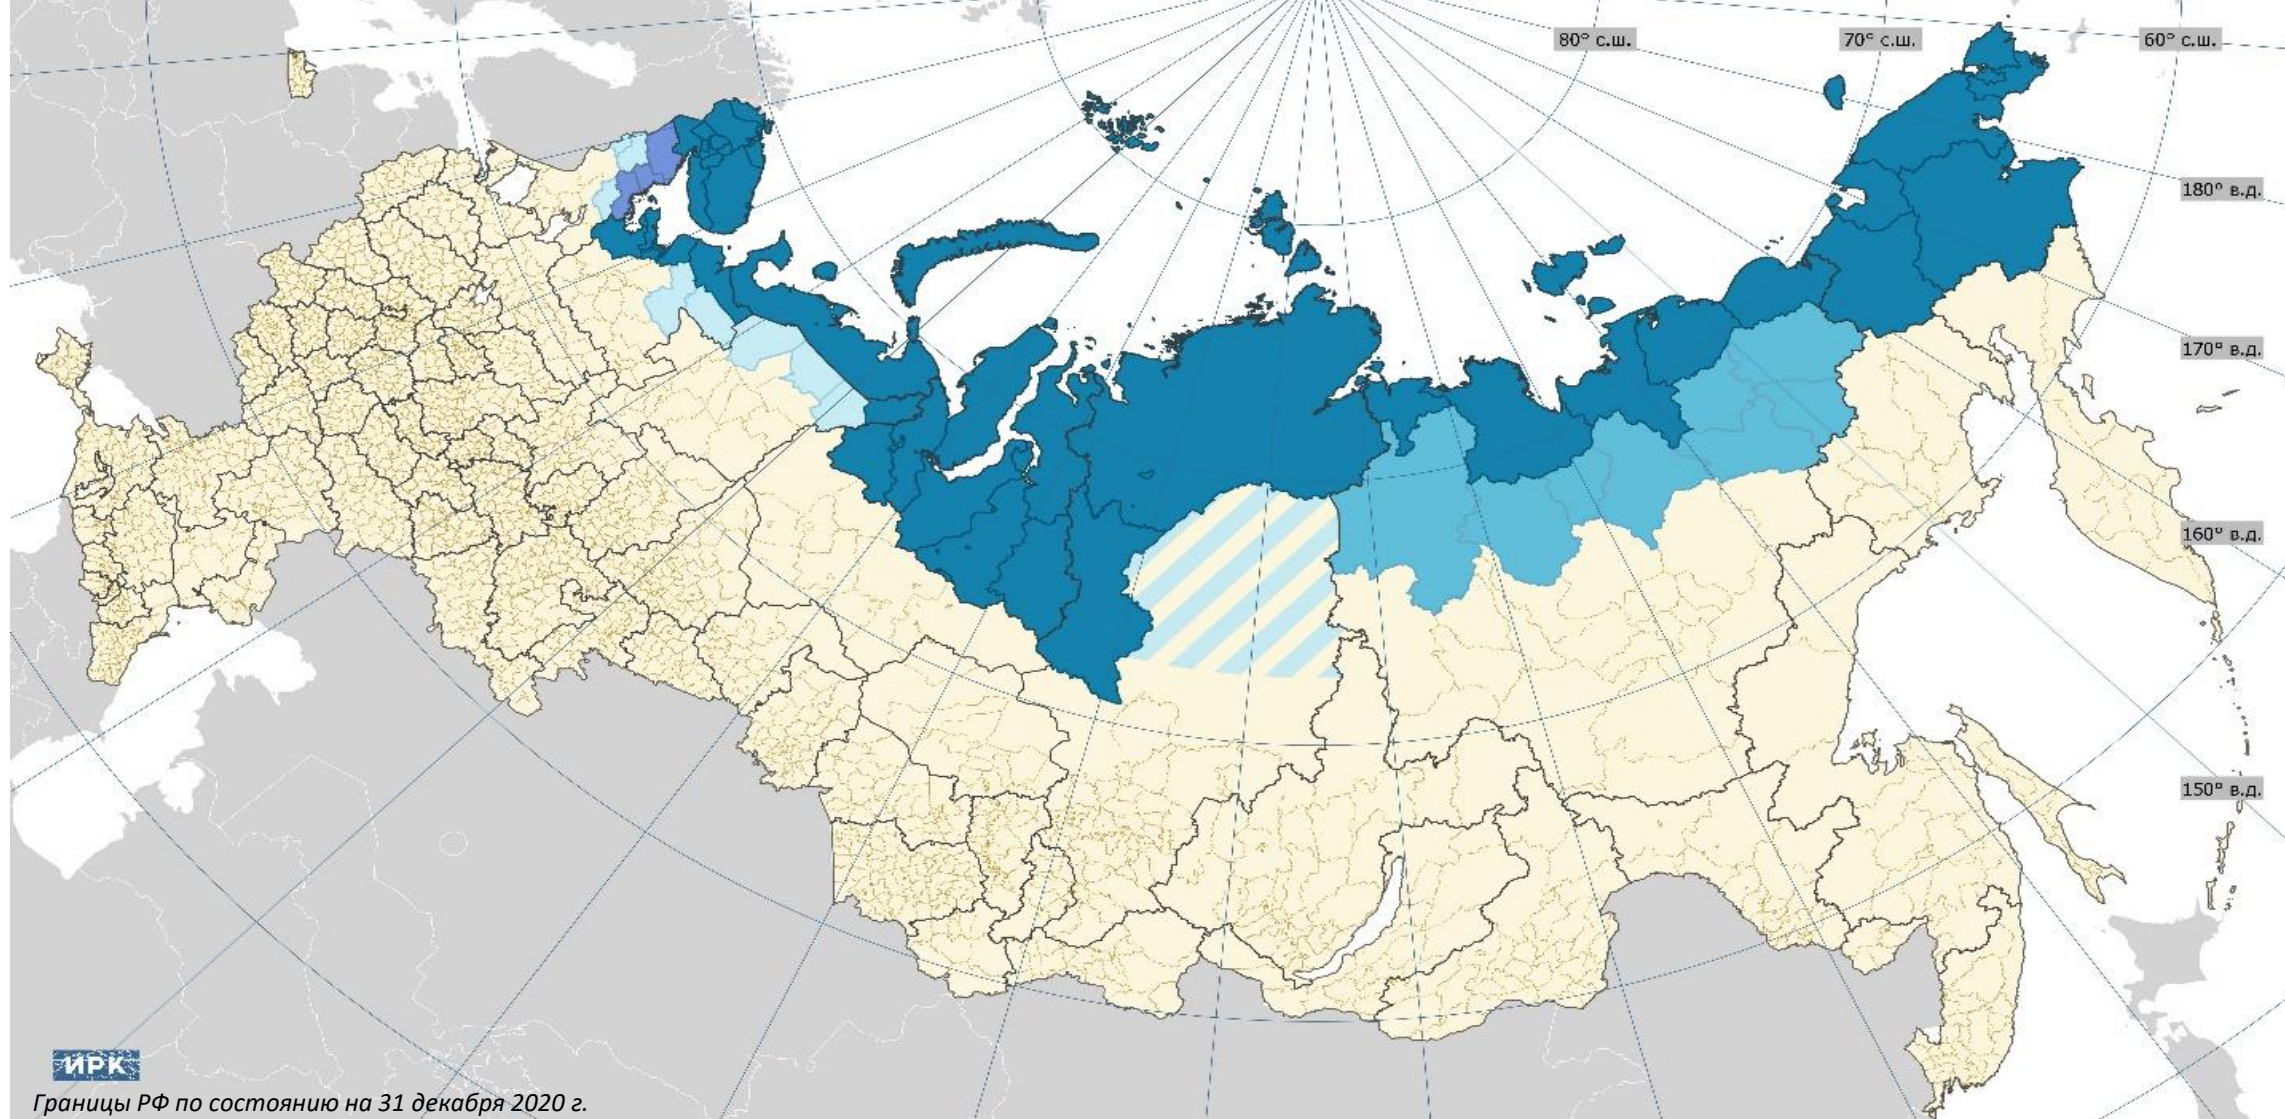 80° с.ш.
70° с.ш.
60° с.ш.
180° в.д.
170° в.д.
160° в.д.
150° в.д.
ИРК
Границы РФ по состоянию на 31 декабря 2020 г.